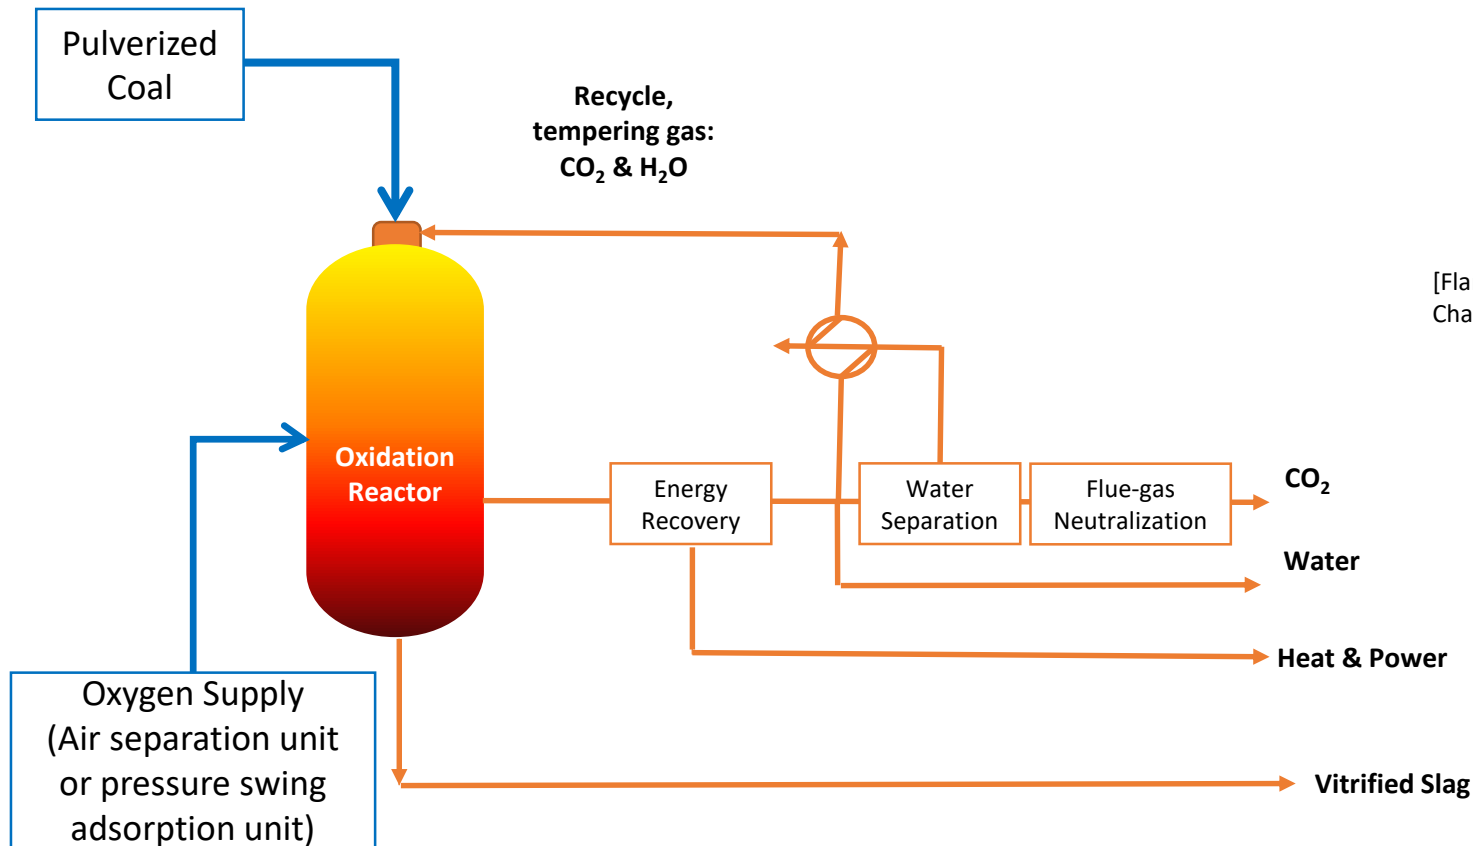 Pulverized
Coal
Recycle,
tempering gas:
CO₂ & H₂O
[Fla
Cha
Oxidation
Reactor
Energy
Recovery
Water
Separation
Flue-gas
Neutralization
CO₂
Water
Heat & Power
Vitrified Slag
Oxygen Supply
(Air separation unit
or pressure swing
adsorption unit)